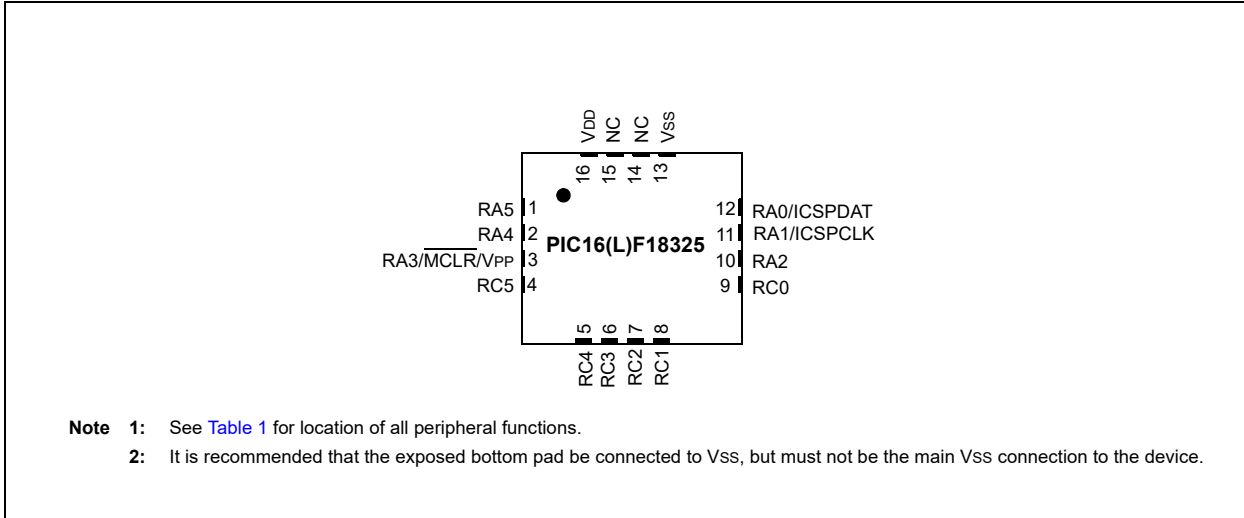 VDD
NC
NC
VSS
16
15
14
13
RA5 1
RA4 2
RA3/MCLR/VPP 3
RC5 4
PIC16(L)F18325
12 RA0/ICSPDAT
11 RA1/ICSPCLK
10 RA2
9 RC0
5
6
7
8
RC4
RC3
RC2
RC1
Note 1: See Table 1 for location of all peripheral functions.
2: It is recommended that the exposed bottom pad be connected to VSS, but must not be the main VSS connection to the device.